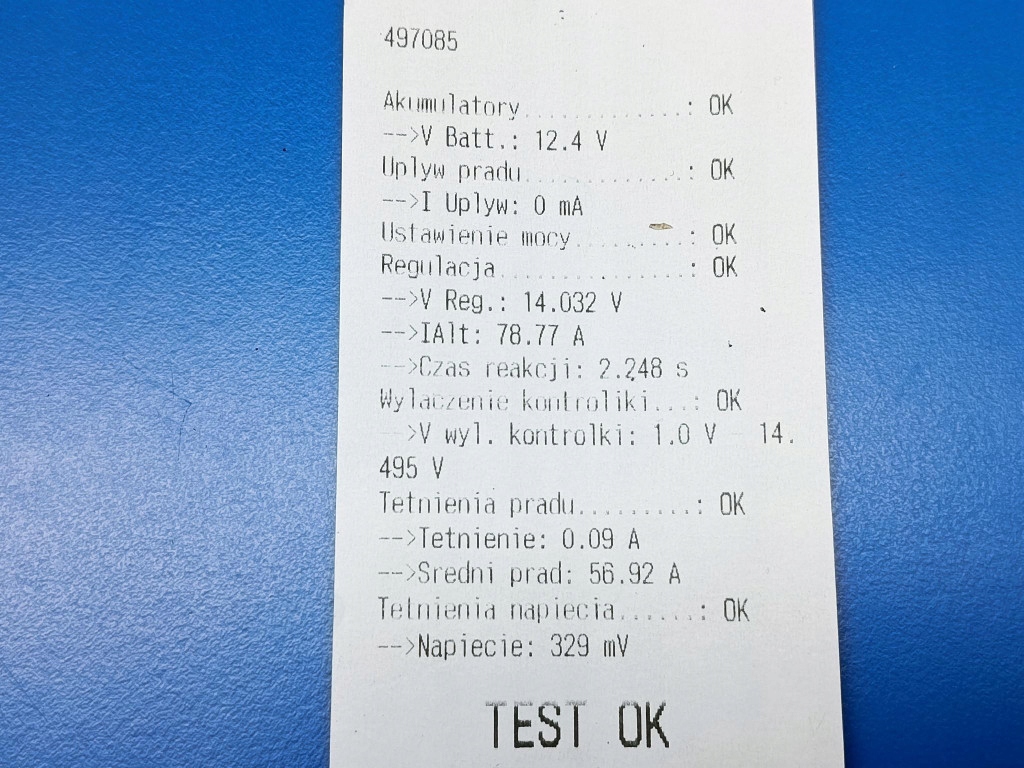 497085
Akumulatory..............: OK
-->V Batt.: 12.4 V
Uplyw pradu..............: OK
-->I Uplyw: 0 mA
Ustawienie mocy..........: OK
Regulacja................: OK
-->V Reg.: 14.032 V
-->IAlt: 78.77 A
-->Czas reakcji: 2.248 s
Wylaczenie kontroliki....: OK
-->V wyl. kontrolki: 1.0 V - 14.
495 V
Tetnienia pradu..........: OK
-->Tetnienie: 0.09 A
-->Sredni prad: 56.92 A
Tetnienia napiecia.......: OK
-->Napiecie: 329 mV
TEST OK